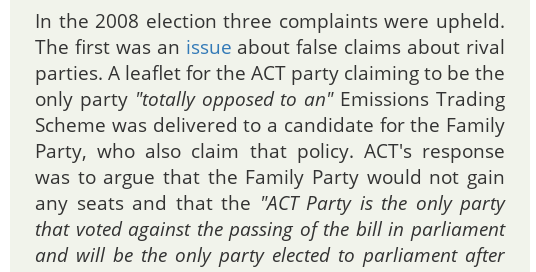 In the 2008 election three complaints were upheld.
The first was an issue about false claims about rival
parties. A leaflet for the ACT party claiming to be the
only party "totally opposed to an" Emissions Trading
Scheme was delivered to a candidate for the Family
Party, who also claim that policy. ACT's response
was to argue that the Family Party would not gain
any seats and that the "ACT Party is the only party
that voted against the passing of the bill in parliament
and will be the only party elected to parliament after